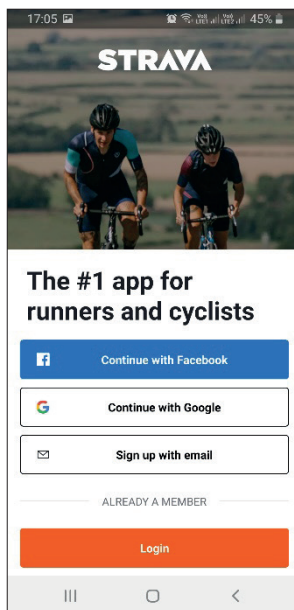 17:05 45%
STRAVA
The #1 app for
runners and cyclists
Continue with Facebook
Continue with Google
Sign up with email
ALREADY A MEMBER
Login